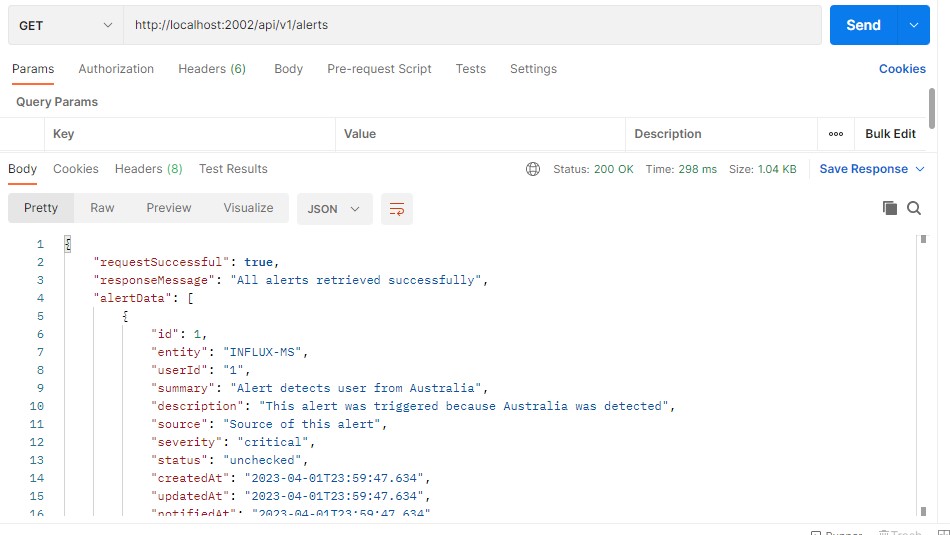 GET http://localhost:2002/api/v1/alerts Send
Params Authorization Headers (6) Body Pre-request Script Tests Settings Cookies
Query Params
Key Value Description ooo Bulk Edit
Body Cookies Headers (8) Test Results Status: 200 OK Time: 298 ms Size: 1.04 KB Save Response
Pretty Raw Preview Visualize JSON
1 {
2 "requestSuccessful": true,
3 "responseMessage": "All alerts retrieved successfully",
4 "alertData": [
5 {
6 "id": 1,
7 "entity": "INFLUX-MS",
8 "userId": "1",
9 "summary": "Alert detects user from Australia",
10 "description": "This alert was triggered because Australia was detected",
11 "source": "Source of this alert",
12 "severity": "critical",
13 "status": "unchecked",
14 "createdAt": "2023-04-01T23:59:47.634",
15 "updatedAt": "2023-04-01T23:59:47.634",
16 "notifiedAt": "2023-04-01T23:59:47.634"
Runner Trash